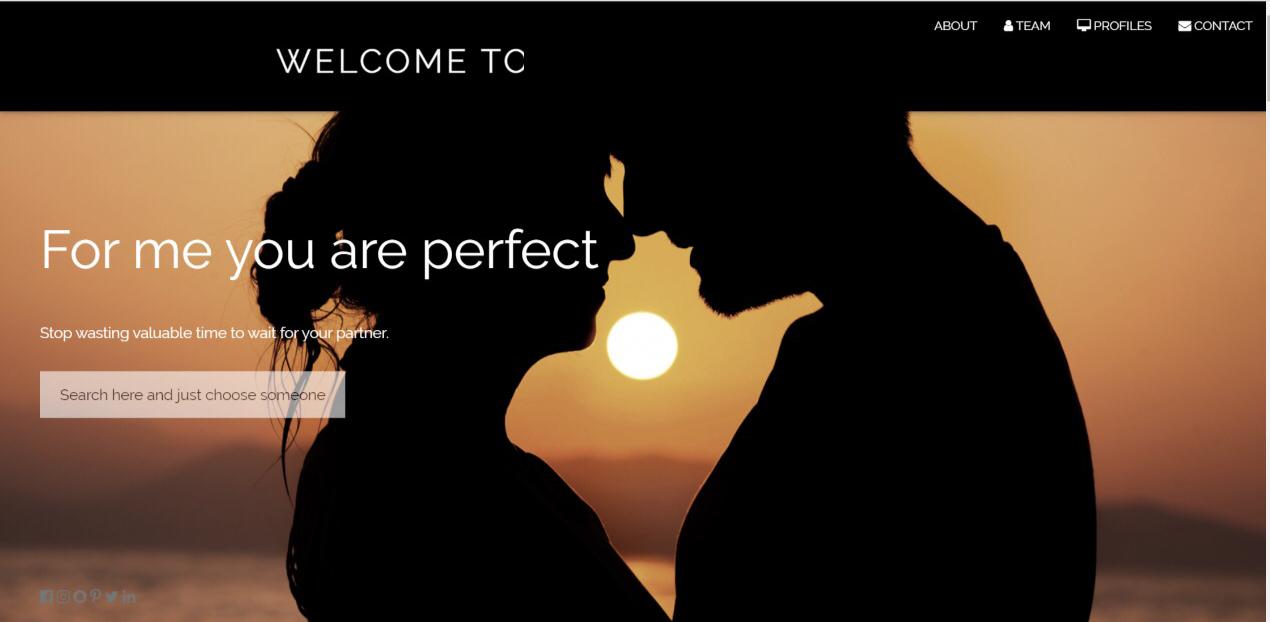 ABOUT TEAM PROFILES CONTACT
WELCOME TO
For me you are perfect
Stop wasting valuable time to wait for your partner.
Search here and just choose someone